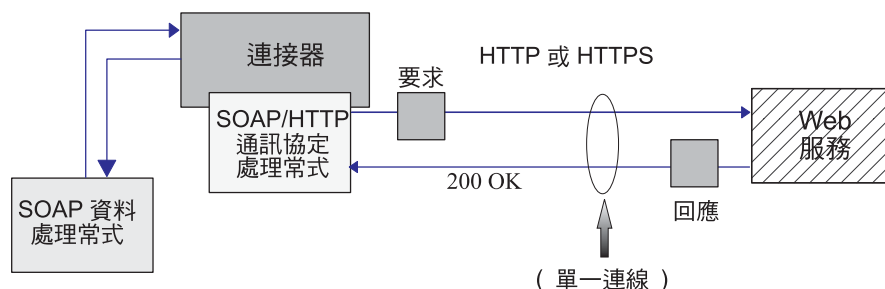 連接器
HTTP 或 HTTPS
要求
SOAP/HTTP
通訊協定
處理常式
Web
服務
200 OK
回應
SOAP 資料
處理常式
( 單一連線 )